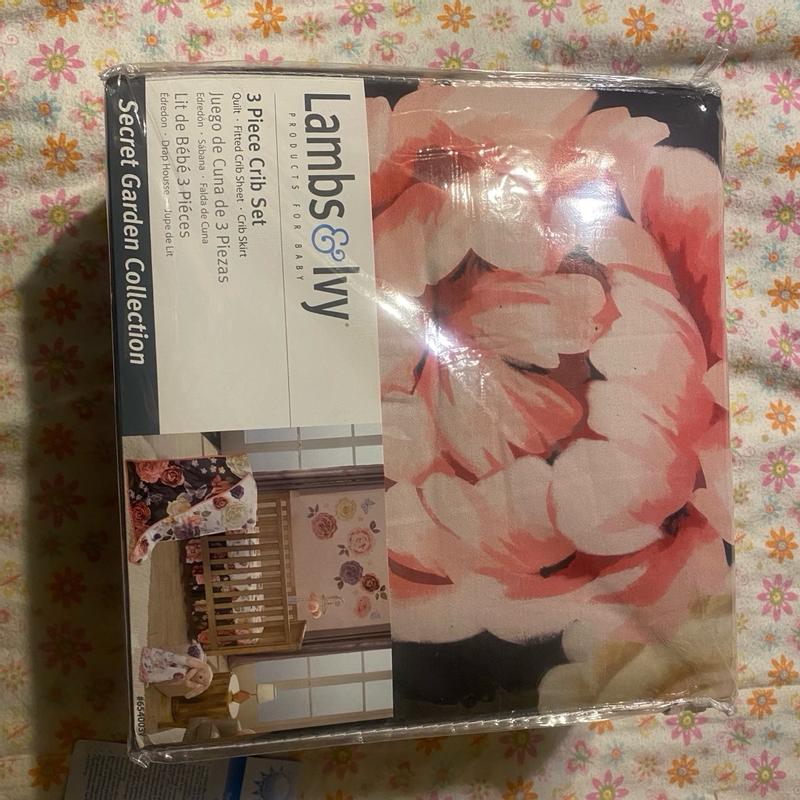 Lambs & Ivy®
PRODUCTS FOR BABY
3 Piece Crib Set
Quilt · Fitted Crib Sheet · Crib Skirt
Juego de Cuna de 3 Piezas
Edredón · Sábana · Falda de Cuna
Lit de Bébé 3 Piéces
Édredon · Drap Housse · Jupe de Lit
Secret Garden Collection